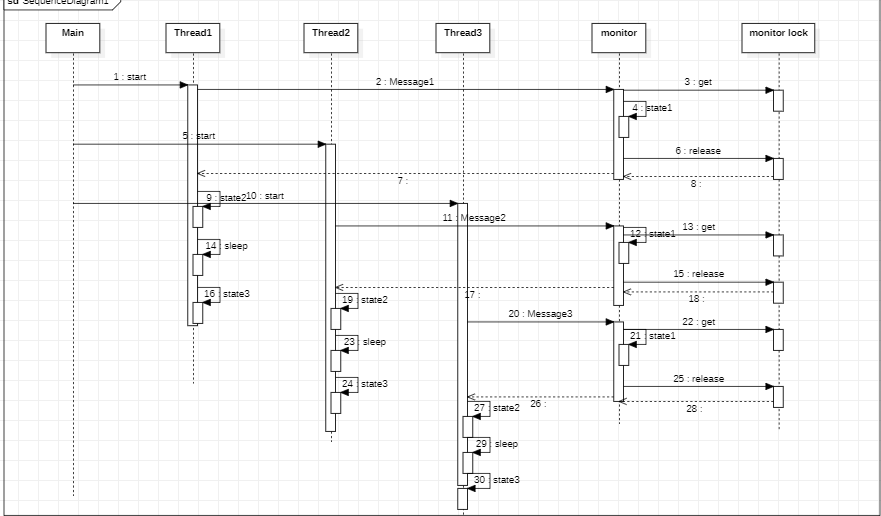 sd SequenceDiagram1
Main
Thread1
Thread2
Thread3
monitor
monitor lock
1 : start
2 : Message1
3 : get
4 : state1
5 : start
6 : release
7 :
8 :
9 : state2
10 : start
11 : Message2
12 : state1
13 : get
14 : sleep
15 : release
16 : state3
17 :
18 :
19 : state2
20 : Message3
21 : state1
22 : get
23 : sleep
24 : state3
25 : release
26 :
27 : state2
28 :
29 : sleep
30 : state3